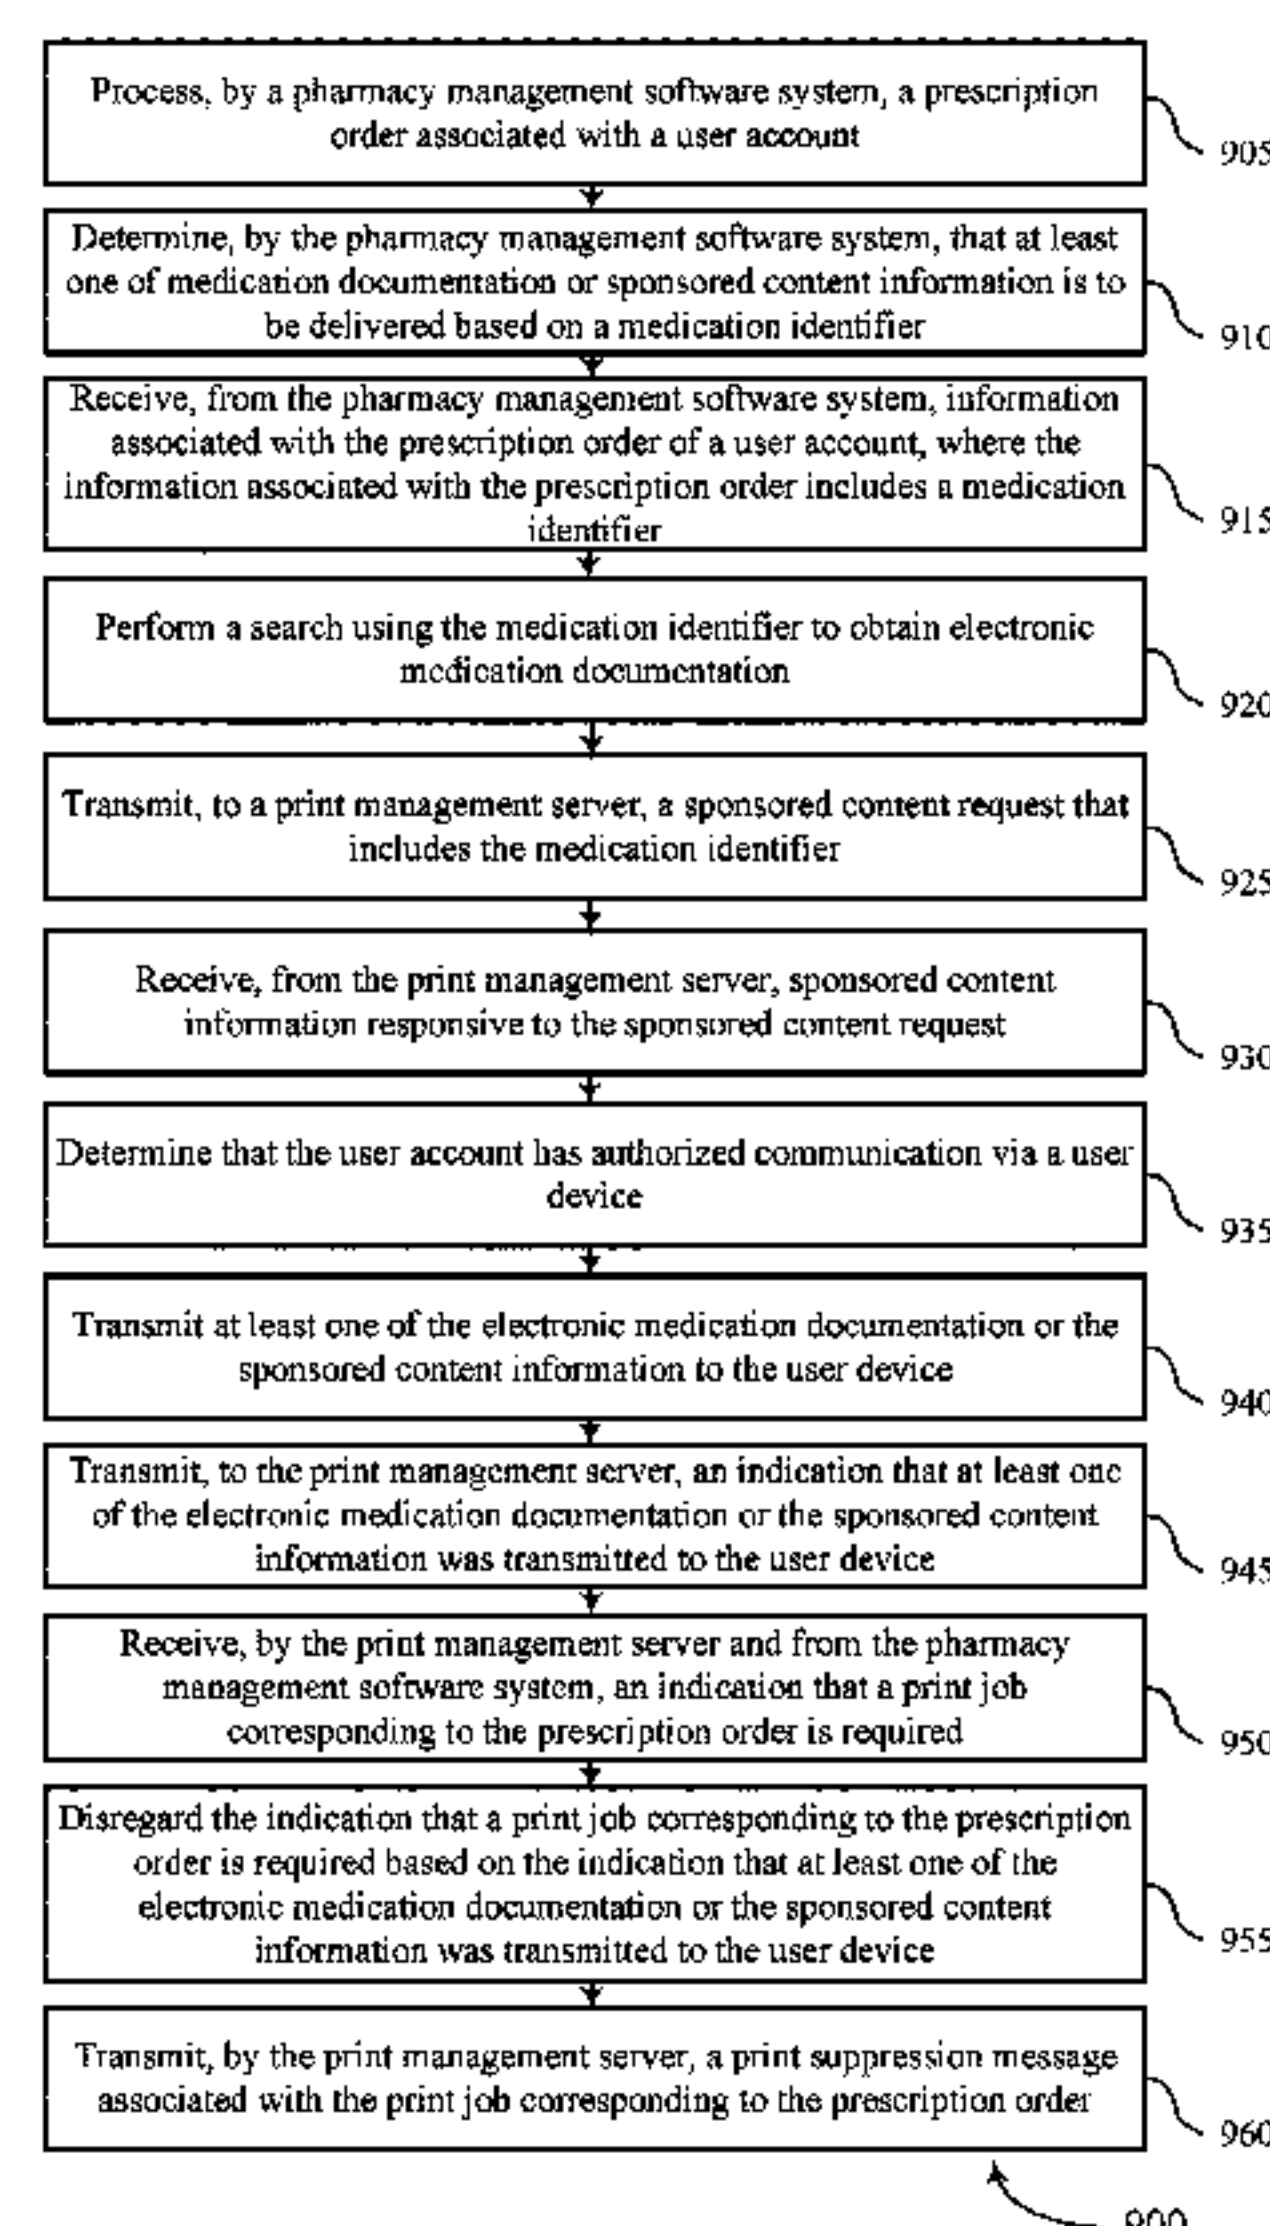 Process, by a pharmacy management software system, a prescription
order associated with a user account
905
Determine, by the pharmacy management software system, that at least
one of medication documentation or sponsored content information is to
be delivered based on a medication identifier
910
Receive, from the pharmacy management software system, information
associated with the prescription order of a user account, where the
information associated with the prescription order includes a medication
identifier
915
Perform a search using the medication identifier to obtain electronic
medication documentation
920
Transmit, to a print management server, a sponsored content request that
includes the medication identifier
925
Receive, from the print management server, sponsored content
information responsive to the sponsored content request
930
Determine that the user account has authorized communication via a user
device
935
Transmit at least one of the electronic medication documentation or the
sponsored content information to the user device
940
Transmit, to the print management server, an indication that at least one
of the electronic medication documentation or the sponsored content
information was transmitted to the user device
945
Receive, by the print management server and from the pharmacy
management software system, an indication that a print job
corresponding to the prescription order is required
950
Disregard the indication that a print job corresponding to the prescription
order is required based on the indication that at least one of the
electronic medication documentation or the sponsored content
information was transmitted to the user device
955
Transmit, by the print management server, a print suppression message
associated with the print job corresponding to the prescription order
960
900